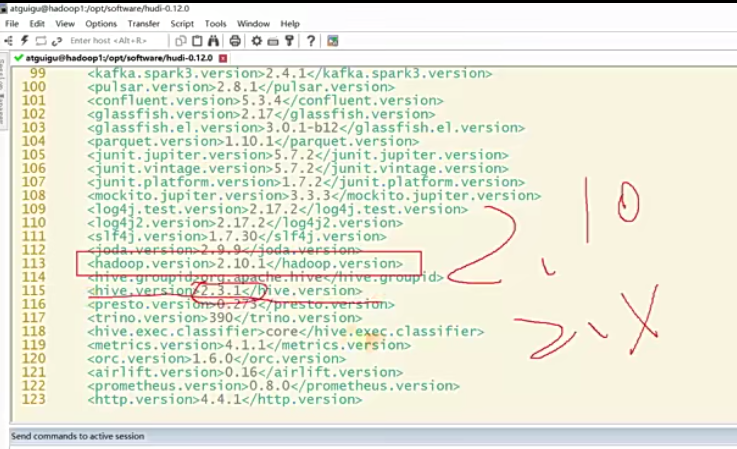 atguigu@hadoop1:/opt/software/hudi-0.12.0
File Edit View Options Transfer Script Tools Window Help
Enter host <Alt+R>
atguigu@hadoop1:/opt/software/hudi-0.12.0
99 <kafka.spark3.version>2.4.1</kafka.spark3.version>
100 <pulsar.version>2.8.1</pulsar.version>
101 <confluent.version>5.3.4</confluent.version>
102 <glassfish.version>2.17</glassfish.version>
103 <glassfish.el.version>3.0.1-b12</glassfish.el.version>
104 <parquet.version>1.10.1</parquet.version>
105 <junit.jupiter.version>5.7.2</junit.jupiter.version>
106 <junit.vintage.version>5.7.2</junit.vintage.version>
107 <junit.platform.version>1.7.2</junit.platform.version>
108 <mockito.jupiter.version>3.3.3</mockito.jupiter.version>
109 <log4j.test.version>2.17.2</log4j.test.version>
110 <log4j2.version>2.17.2</log4j2.version>
111 <slf4j.version>1.7.30</slf4j.version>
112 <joda.version>2.9.9</joda.version>
113 <hadoop.version>2.10.1</hadoop.version>
114 <hive.groupid>org.apache.hive</hive.groupid>
115 <hive.version>2.3.1</hive.version>
116 <presto.version>0.273</presto.version>
117 <trino.version>390</trino.version>
118 <hive.exec.classifier>core</hive.exec.classifier>
119 <metrics.version>4.1.1</metrics.version>
120 <orc.version>1.6.0</orc.version>
121 <airlift.version>0.16</airlift.version>
122 <prometheus.version>0.8.0</prometheus.version>
123 <http.version>4.4.1</http.version>
2.10
2.X
Send commands to active session